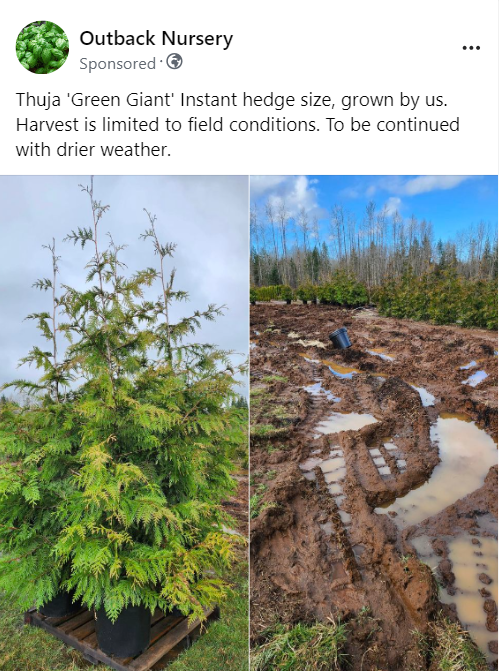 Outback Nursery
Sponsored ·
Thuja 'Green Giant' Instant hedge size, grown by us.
Harvest is limited to field conditions. To be continued
with drier weather.